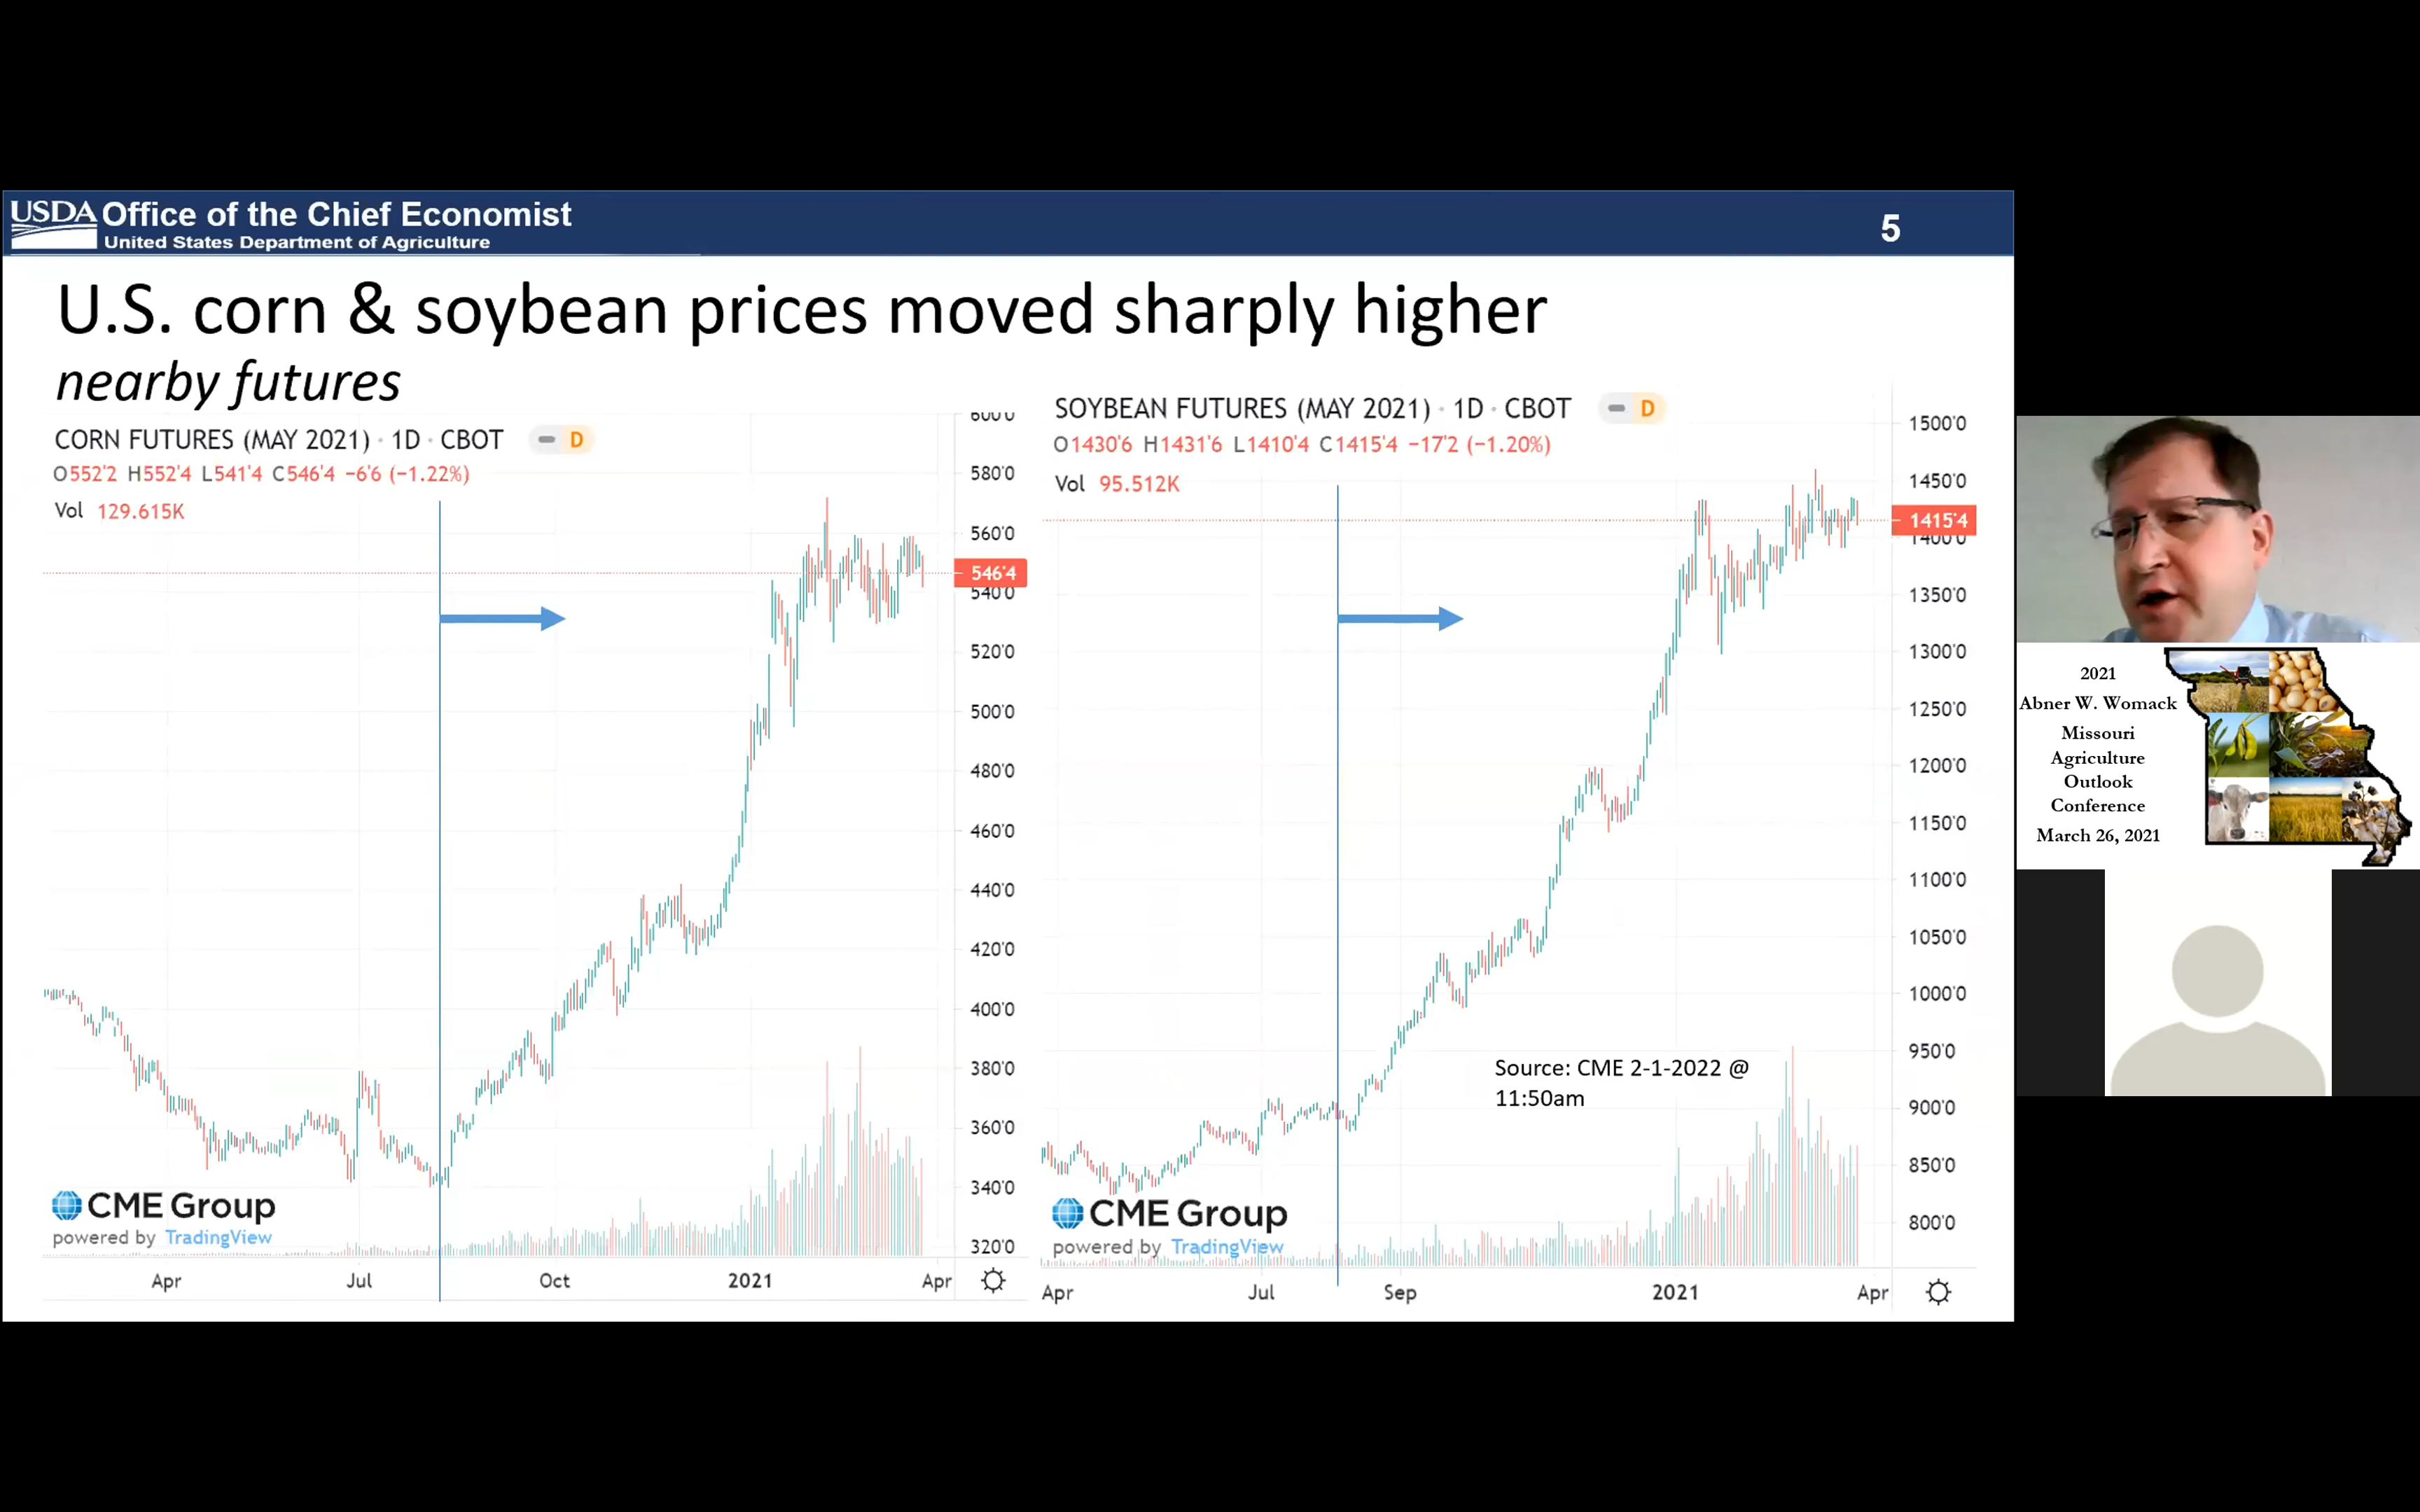 USDA Office of the Chief Economist
United States Department of Agriculture
5
U.S. corn & soybean prices moved sharply higher
nearby futures
CORN FUTURES (MAY 2021) · 1D · CBOT D
O552'2 H552'4 L541'4 C546'4 −6'6 (−1.22%)
Vol 129.615K
600'0
580'0
560'0
546'4
540'0
520'0
500'0
480'0
460'0
440'0
420'0
400'0
380'0
360'0
340'0
320'0
CME Group
powered by TradingView
Apr Jul Oct 2021 Apr
SOYBEAN FUTURES (MAY 2021) · 1D · CBOT D
O1430'6 H1431'6 L1410'4 C1415'4 −17'2 (−1.20%)
Vol 95.512K
1500'0
1450'0
1415'4
1400'0
1350'0
1300'0
1250'0
1200'0
1150'0
1100'0
1050'0
1000'0
950'0
900'0
850'0
800'0
Source: CME 2-1-2022 @
11:50am
CME Group
powered by TradingView
Apr Jul Sep 2021 Apr
2021
Abner W. Womack
Missouri
Agriculture
Outlook
Conference
March 26, 2021